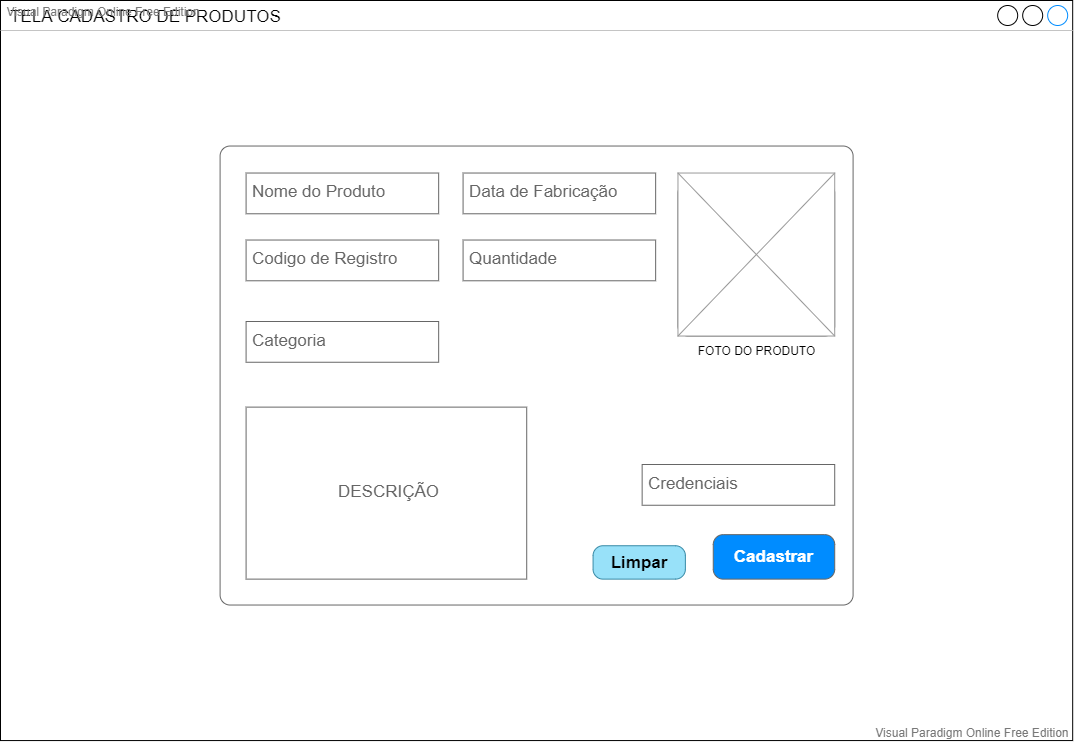 Visual Paradigm Online Free Edition
TELA CADASTRO DE PRODUTOS
Nome do Produto
Data de Fabricação
Codigo de Registro
Quantidade
Categoria
FOTO DO PRODUTO
DESCRIÇÃO
Credenciais
Limpar
Cadastrar
Visual Paradigm Online Free Edition